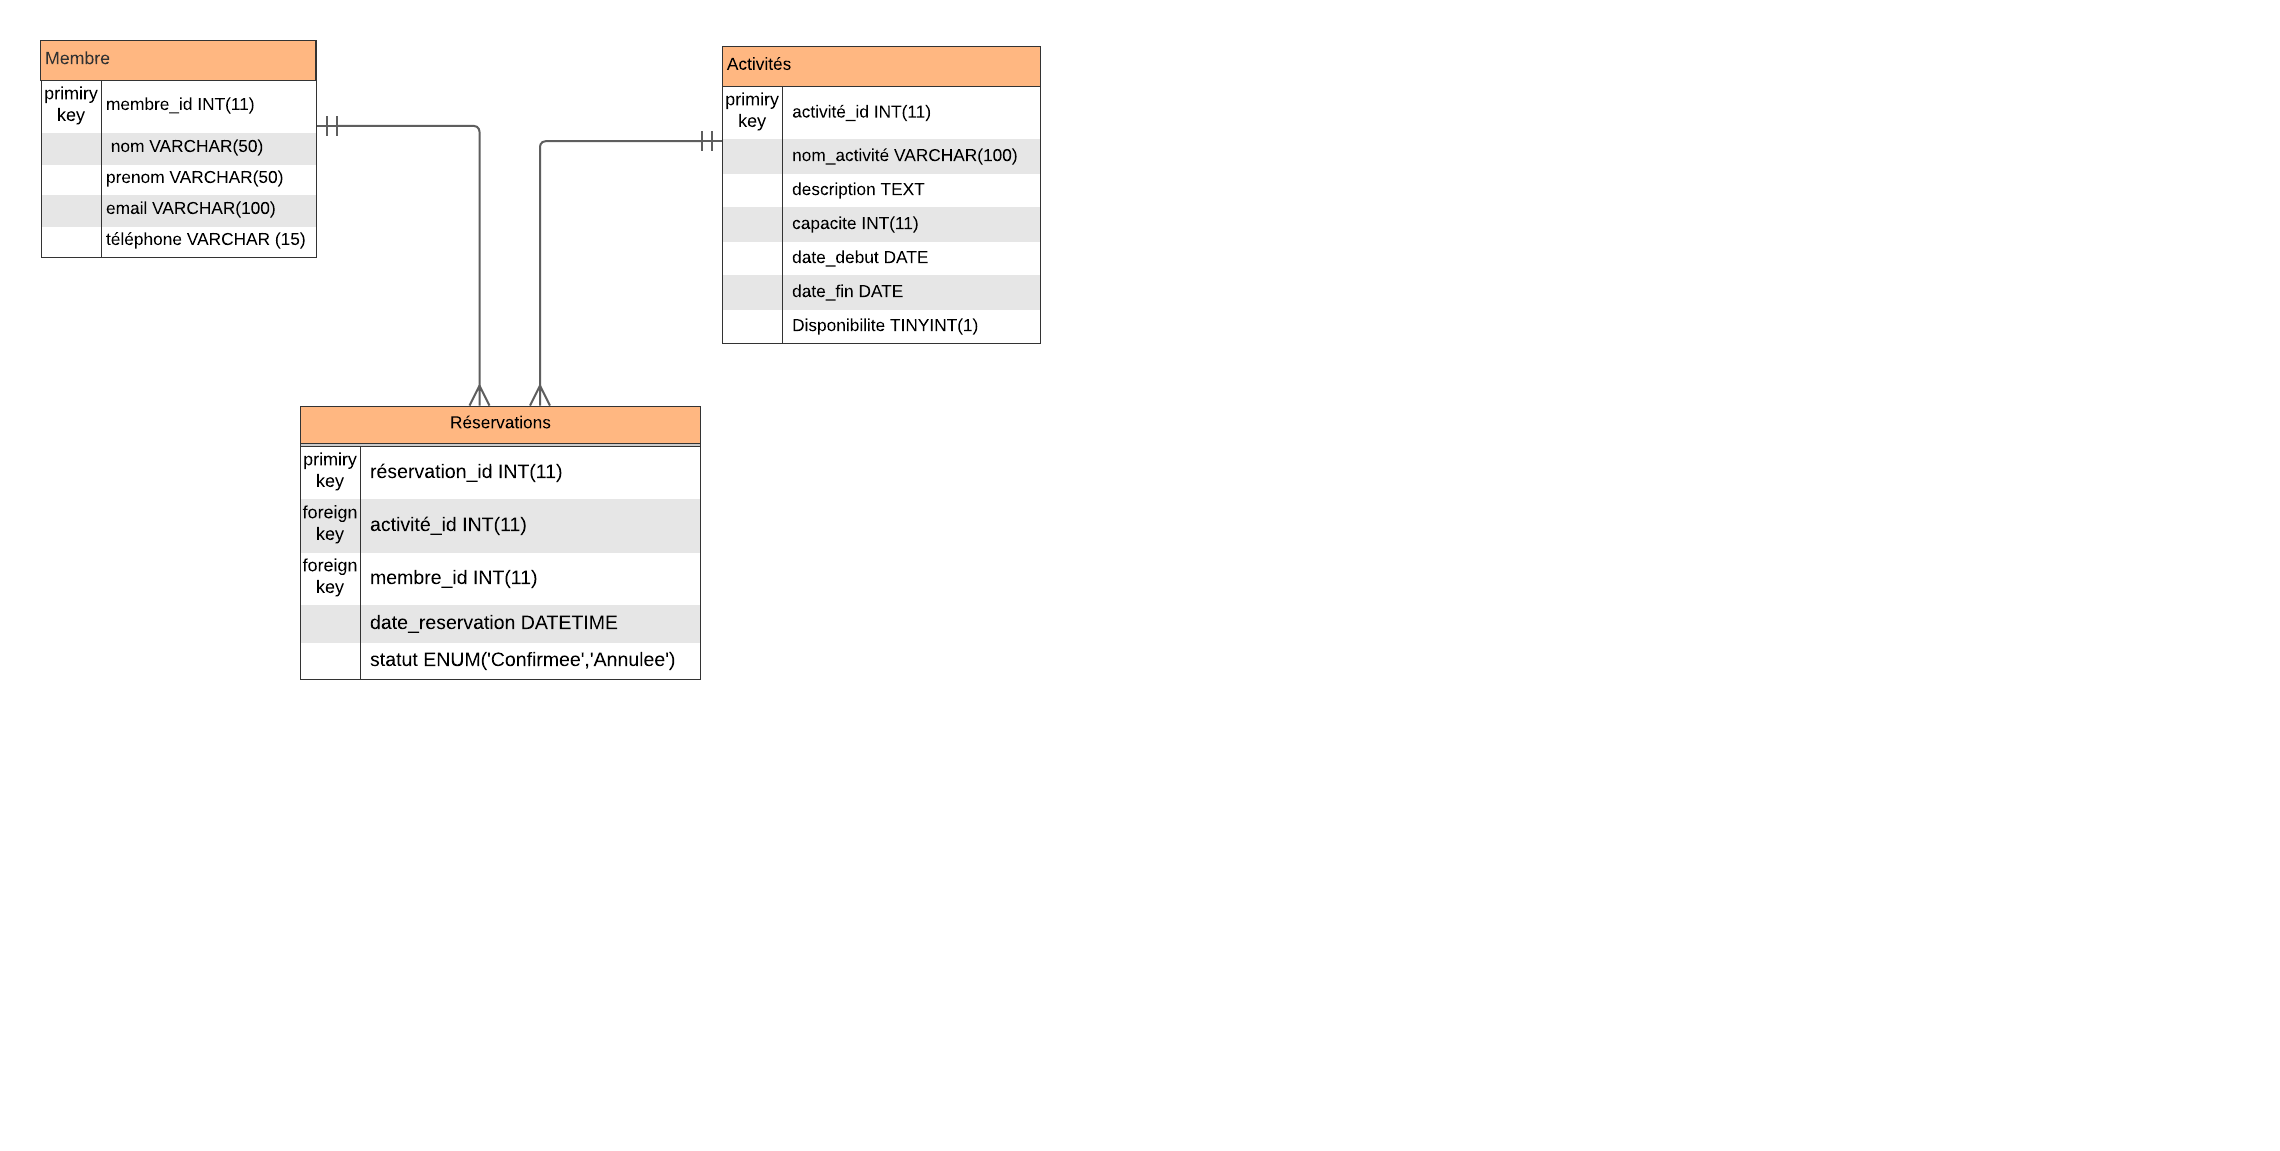 Membre
primiry
key
membre_id INT(11)
nom VARCHAR(50)
prenom VARCHAR(50)
email VARCHAR(100)
téléphone VARCHAR (15)
Activités
primiry
key
activité_id INT(11)
nom_activité VARCHAR(100)
description TEXT
capacite INT(11)
date_debut DATE
date_fin DATE
Disponibilite TINYINT(1)
Réservations
primiry
key
réservation_id INT(11)
foreign
key
activité_id INT(11)
foreign
key
membre_id INT(11)
date_reservation DATETIME
statut ENUM('Confirmee','Annulee')